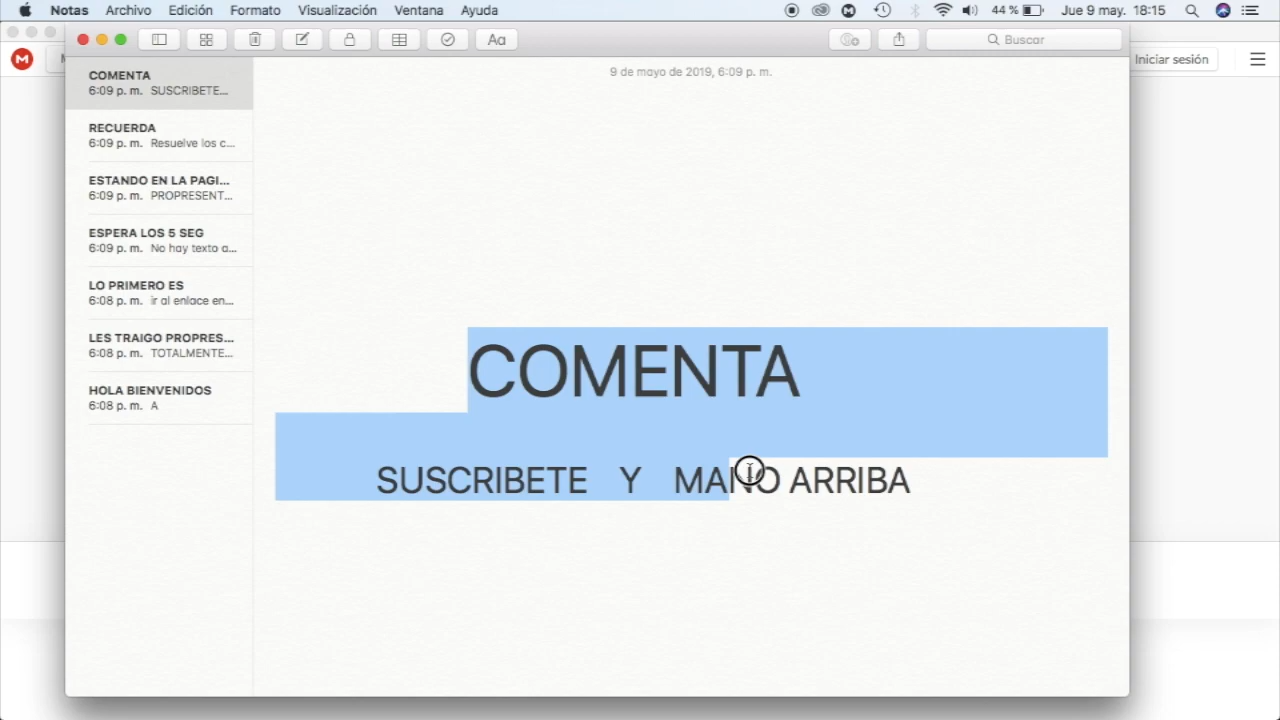 Notas Archivo Edición Formato Visualización Ventana Ayuda 44 % Jue 9 may. 18:15
M Aa Buscar Iniciar sesión
9 de mayo de 2019, 6:09 p. m.
COMENTA
6:09 p. m. SUSCRIBETE...
RECUERDA
6:09 p. m. Resuelve los c...
ESTANDO EN LA PAGI...
6:09 p. m. PROPRESENT...
ESPERA LOS 5 SEG
6:09 p. m. No hay texto a...
LO PRIMERO ES
6:08 p. m. ir al enlace en...
LES TRAIGO PROPRES...
6:08 p. m. TOTALMENTE...
HOLA BIENVENIDOS
6:08 p. m. A
COMENTA
SUSCRIBETE Y MANO ARRIBA